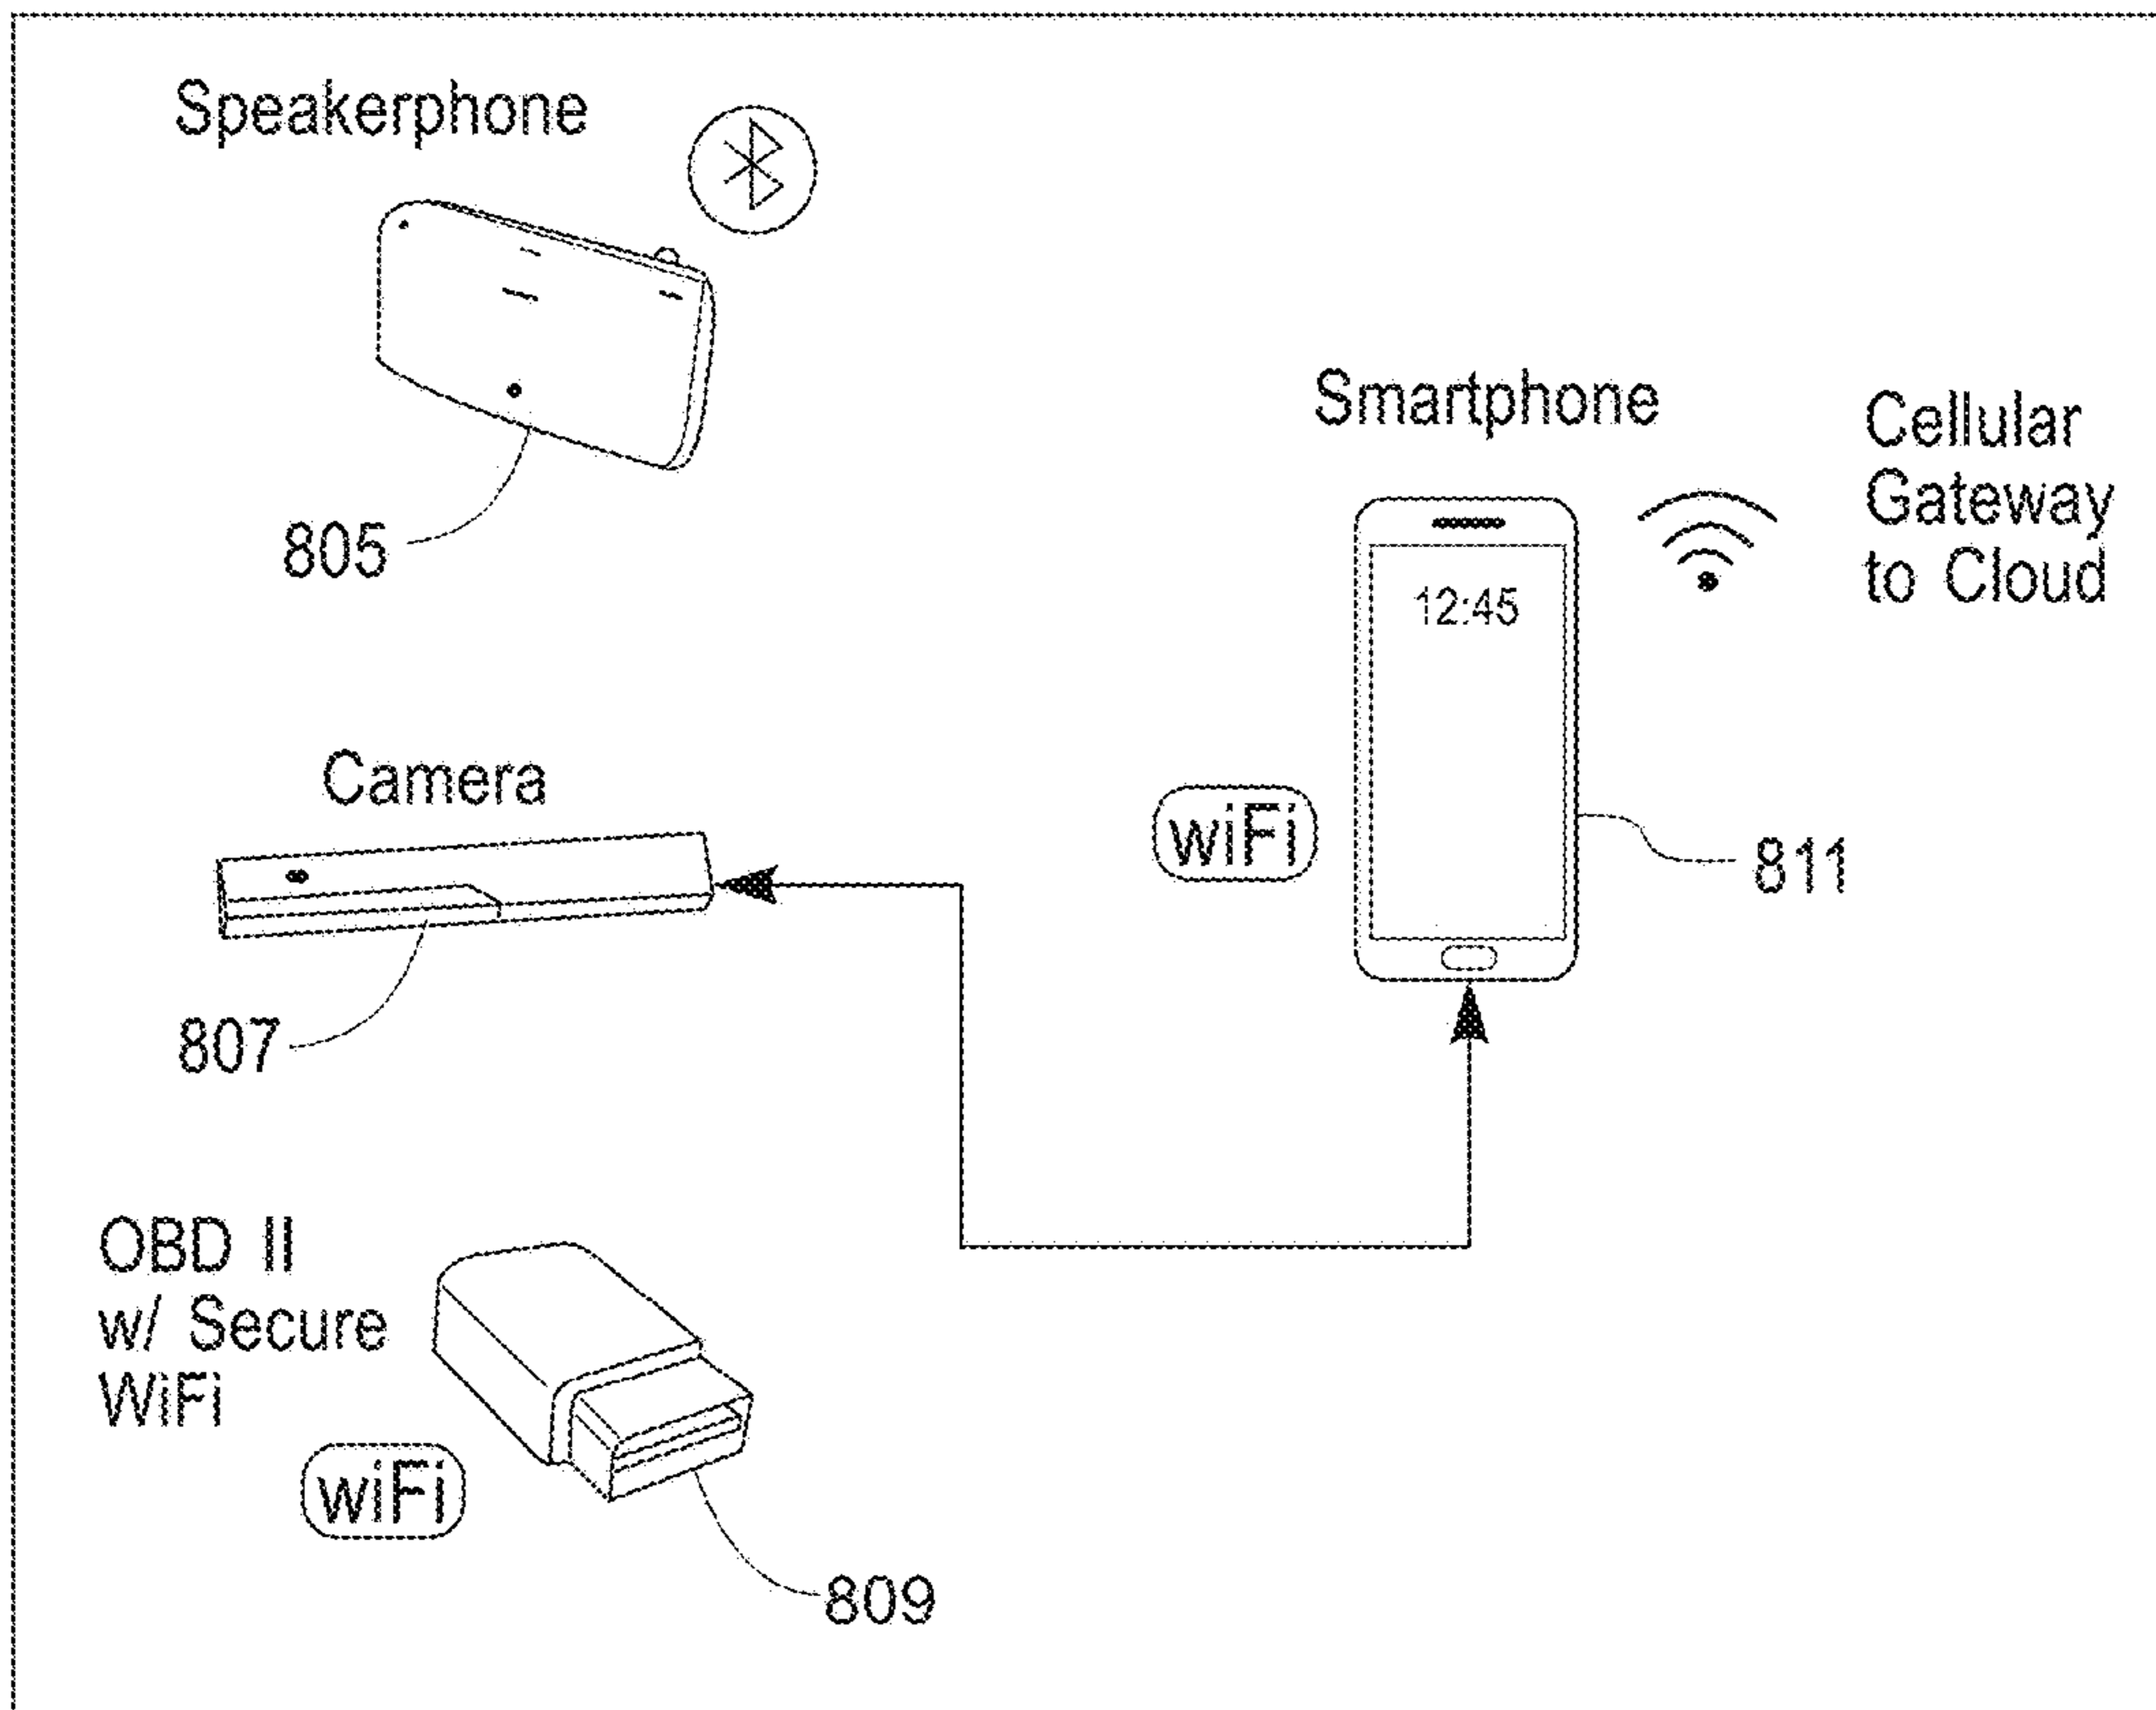 Speakerphone
805
Smartphone
Cellular
Gateway
to Cloud
12:45
wiFi
811
Camera
807
OBD II
w/ Secure
WiFi
wiFi
809